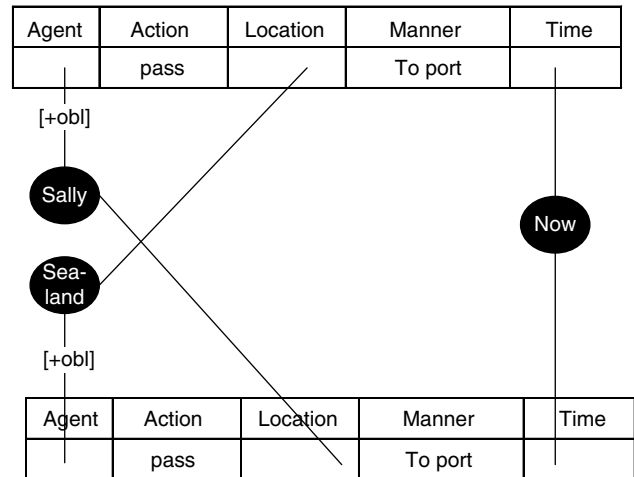 Agent Action Location Manner Time
pass To port
[+obl]
Sally
Now
Sea-
land
[+obl]
Agent Action Location Manner Time
pass To port